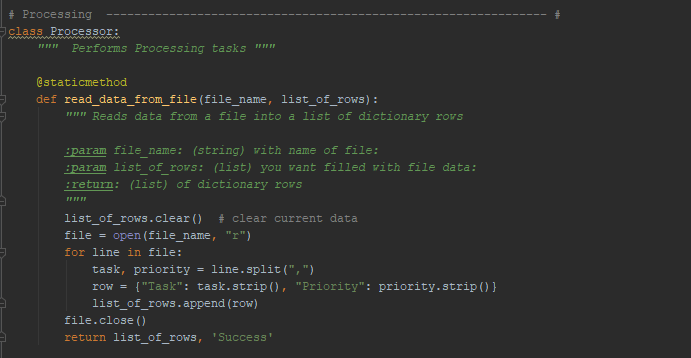 # Processing  --------------------------------------------------------------- #
class Processor:
    """  Performs Processing tasks """

    @staticmethod
    def read_data_from_file(file_name, list_of_rows):
        """ Reads data from a file into a list of dictionary rows

        :param file_name: (string) with name of file:
        :param list_of_rows: (list) you want filled with file data:
        :return: (list) of dictionary rows
        """
        list_of_rows.clear()  # clear current data
        file = open(file_name, "r")
        for line in file:
            task, priority = line.split(",")
            row = {"Task": task.strip(), "Priority": priority.strip()}
            list_of_rows.append(row)
        file.close()
        return list_of_rows, 'Success'